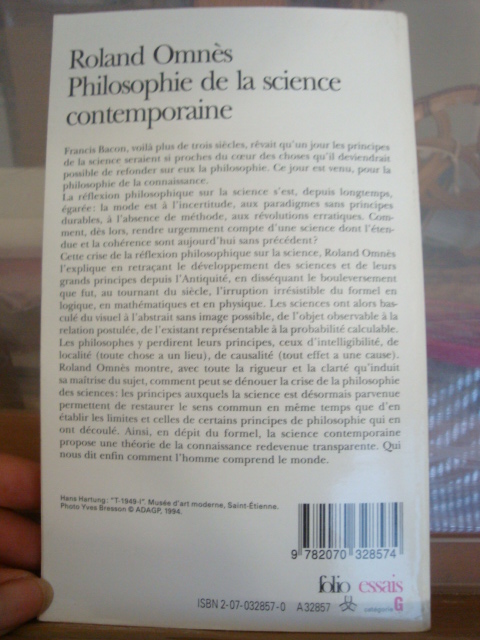 Roland Omnès
Philosophie de la science
contemporaine
Francis Bacon, voilà plus de trois siècles, rêvait qu'un jour les principes
de la science seraient si proches du cœur des choses qu'il deviendrait
possible de refonder sur eux la philosophie. Ce jour est venu, pour la
philosophie de la connaissance.
La réflexion philosophique sur la science s'est, depuis longtemps,
égarée : la mode est à l'incertitude, aux paradigmes sans principes
durables, à l'absence de méthode, aux révolutions erratiques. Com-
ment, dès lors, rendre urgemment compte d'une science dont l'éten-
due et la cohérence sont aujourd'hui sans précédent ?
Cette crise de la réflexion philosophique sur la science, Roland Omnès
l'explique en retraçant le développement des sciences et de leurs
grands principes depuis l'Antiquité, en disséquant le bouleversement
que fut, au tournant du siècle, l'irruption irrésistible du formel en
logique, en mathématiques et en physique. Les sciences ont alors bas-
culé du visuel à l'abstrait sans image possible, de l'objet observable à la
relation postulée, de l'existant représentable à la probabilité calculable.
Les philosophes y perdirent leurs principes, ceux d'intelligibilité, de
localité (toute chose a un lieu), de causalité (tout effet a une cause).
Roland Omnès montre, avec toute la rigueur et la clarté qu'induit
sa maîtrise du sujet, comment peut se dénouer la crise de la philosophie
des sciences : les principes auxquels la science est désormais parvenue
permettent de restaurer le sens commun en même temps que d'en
établir les limites et celles de certains principes de philosophie qui en
ont découlé. Ainsi, en dépit du formel, la science contemporaine
propose une théorie de la connaissance redevenue transparente. Qui
nous dit enfin comment l'homme comprend le monde.
Hans Hartung : "T-1949-I". Musée d'art moderne, Saint-Étienne.
Photo Yves Bresson © ADAGP, 1994.
9 782070 328574
folio essais
ISBN 2-07-032857-0 A 32857 catégorie G